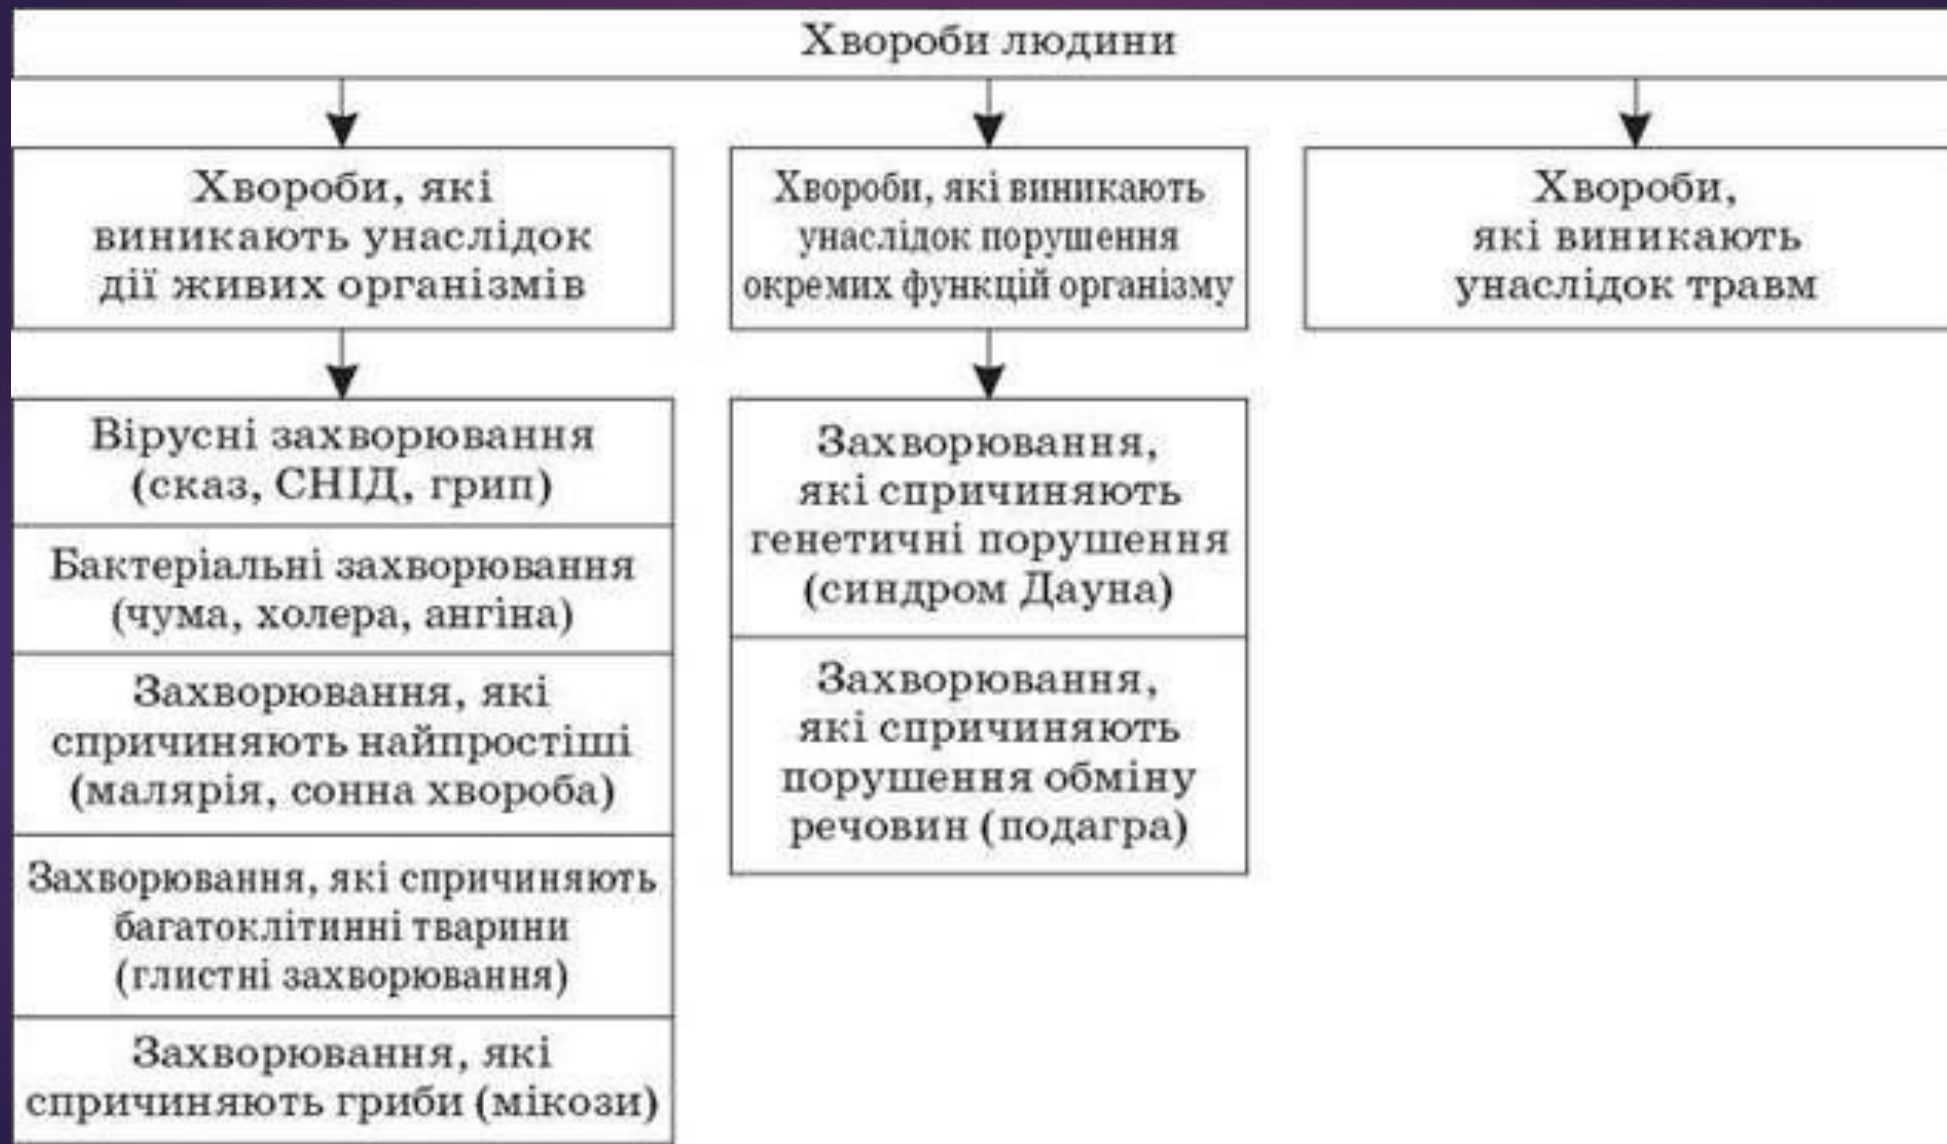 Хвороби людини
Хвороби, які
виникають унаслідок
дії живих організмів
Вірусні захворювання
(сказ, СНІД, грип)
Бактеріальні захворювання
(чума, холера, ангіна)
Захворювання, які
спричиняють найпростіші
(малярія, сонна хвороба)
Захворювання, які спричиняють
багатоклітинні тварини
(глистні захворювання)
Захворювання, які
спричиняють гриби (мікози)
Хвороби, які виникають
унаслідок порушення
окремих функцій організму
Захворювання,
які спричиняють
генетичні порушення
(синдром Дауна)
Захворювання,
які спричиняють
порушення обміну
речовин (подагра)
Хвороби,
які виникають
унаслідок травм